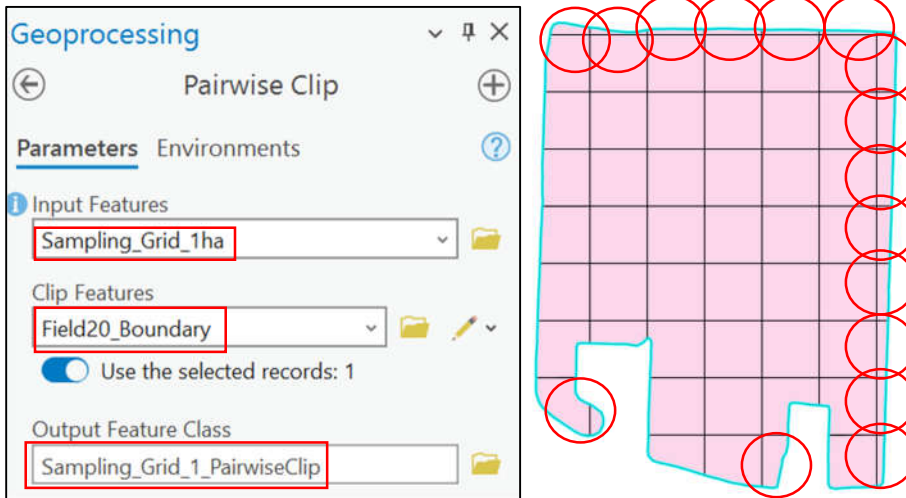 Geoprocessing
Pairwise Clip
Parameters Environments
Input Features
Sampling_Grid_1ha
Clip Features
Field20_Boundary
Use the selected records: 1
Output Feature Class
Sampling_Grid_1_PairwiseClip